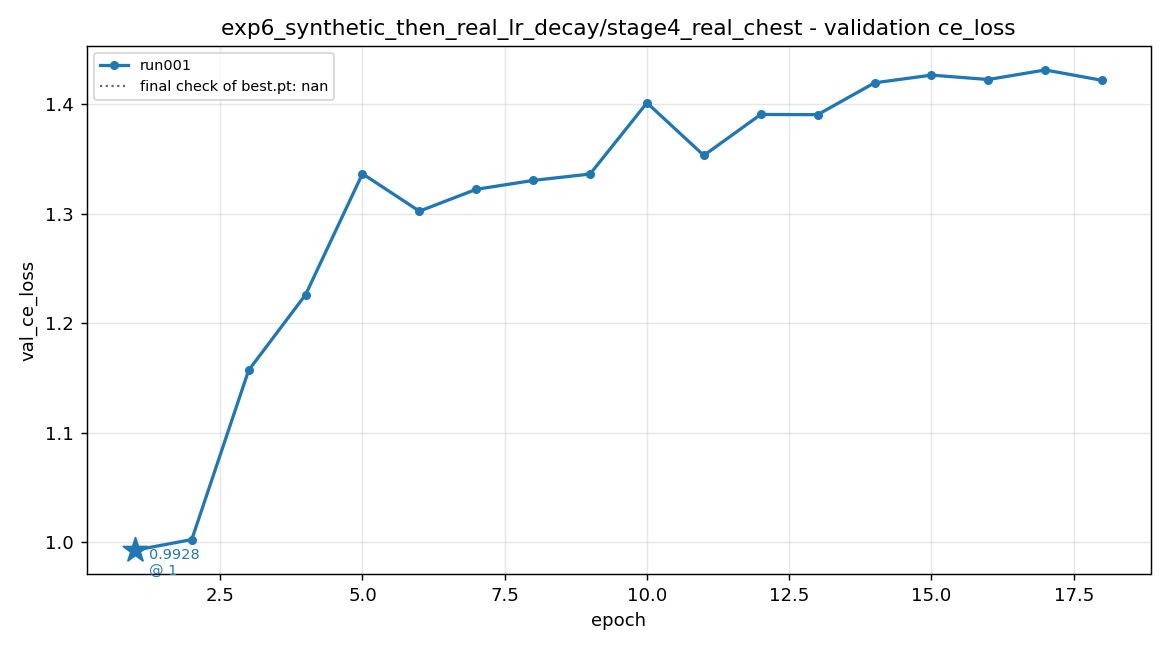 exp6_synthetic_then_real_lr_decay/stage4_real_chest - validation ce_loss
run001
final check of best.pt: nan
val_ce_loss
1.4
1.3
1.2
1.1
1.0
0.9928
@ 1
2.5
5.0
7.5
10.0
12.5
15.0
17.5
epoch